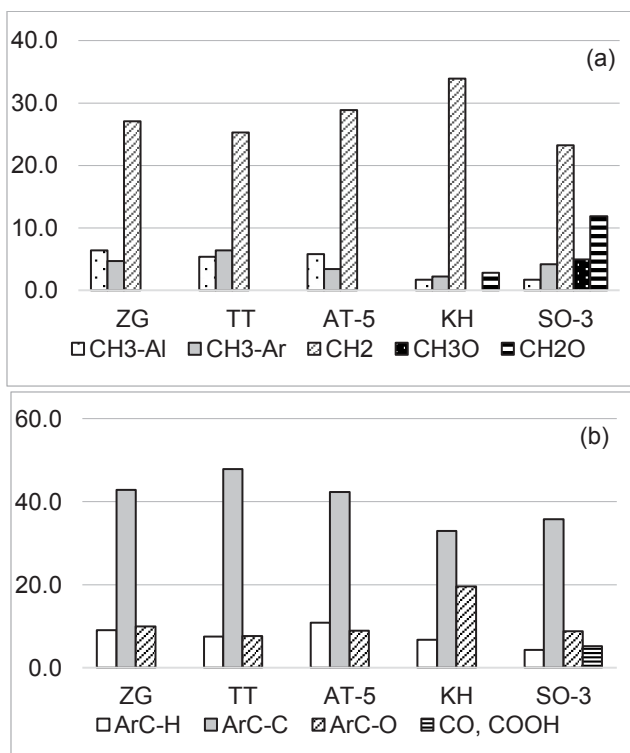 40.0
(a)
30.0
20.0
10.0
0.0
ZG TT AT-5 KH SO-3
CH3-Al CH3-Ar CH2 CH3O CH2O
60.0
(b)
40.0
20.0
0.0
ZG TT AT-5 KH SO-3
ArC-H ArC-C ArC-O CO, COOH